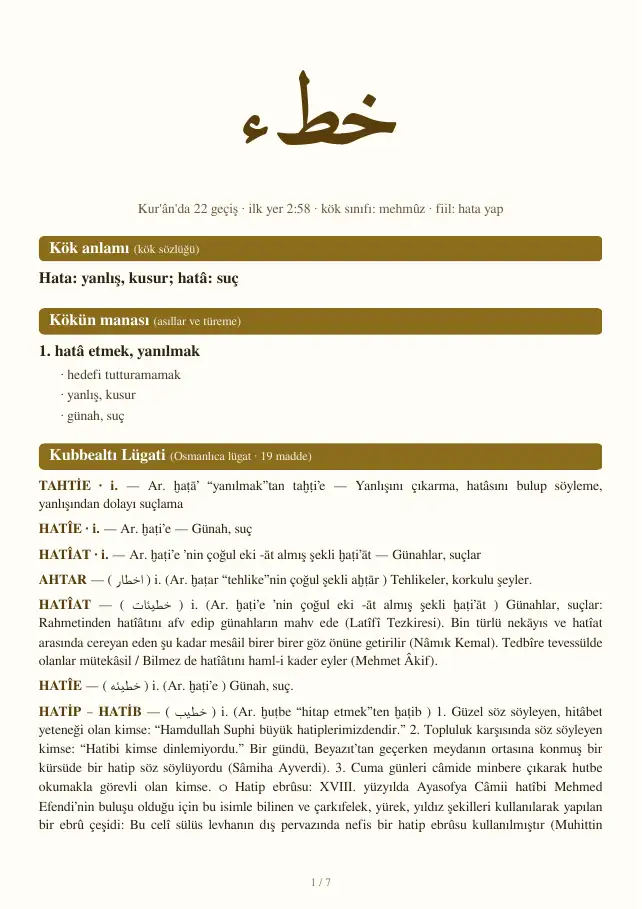 خطء
Kur'ân'da 22 geçiş · ilk yer 2:58 · kök sınıfı: mehmûz · fiil: hata yap
Kök anlamı (kök sözlüğü)
Hata: yanlış, kusur; hatâ: suç
Kökün manası (asıllar ve türeme)
1. hatâ etmek, yanılmak
· hedefi tutturamamak
· yanlış, kusur
· günah, suç
Kubbealtı Lügati (Osmanlıca lügat · 19 madde)
TAHTİE · i. — Ar. ḫaṭā’ “yanılmak”tan taḫṭi’e — Yanlışını çıkarma, hatâsını bulup söyleme,
yanlışından dolayı suçlama
HATÎE · i. — Ar. ḫaṭi’e — Günah, suç
HATÎAT · i. — Ar. ḫaṭi’e ’nin çoğul eki -āt almış şekli ḫaṭi’āt — Günahlar, suçlar
AHTAR — ( اخطار ) i. (Ar. ḫaṭar “tehlike”nin çoğul şekli aḫṭār ) Tehlikeler, korkulu şeyler.
HATÎAT — ( خطيئات ) i. (Ar. ḫaṭi’e ’nin çoğul eki -āt almış şekli ḫaṭi’āt ) Günahlar, suçlar:
Rahmetinden hatîâtını afv edip günahların mahv ede (Latîfî Tezkiresi). Bin türlü nekāyıs ve hatîat
arasında cereyan eden şu kadar mesâil birer birer göz önüne getirilir (Nâmık Kemal). Tedbîre tevessülde
olanlar mütekâsil / Bilmez de hatîâtını haml-i kader eyler (Mehmet Âkif).
HATÎE — ( خطيئه ) i. (Ar. ḫaṭi’e ) Günah, suç.
HATİP – HATİB — ( خطيب ) i. (Ar. ḫuṭbe “hitap etmek”ten ḫaṭib ) 1. Güzel söz söyleyen, hitâbet
yeteneği olan kimse: “Hamdullah Suphi büyük hatiplerimizdendir.” 2. Topluluk karşısında söz söyleyen
kimse: “Hatibi kimse dinlemiyordu.” Bir gündü, Beyazıt’tan geçerken meydanın ortasına konmuş bir
kürsüde bir hatip söz söylüyordu (Sâmiha Ayverdi). 3. Cuma günleri câmide minbere çıkarak hutbe
okumakla görevli olan kimse. ѻ Hatip ebrûsu: XVIII. yüzyılda Ayasofya Câmii hatîbi Mehmed
Efendi’nin buluşu olduğu için bu isimle bilinen ve çarkıfelek, yürek, yıldız şekilleri kullanılarak yapılan
bir ebrû çeşidi: Bu celî sülüs levhanın dış pervazında nefis bir hatip ebrûsu kullanılmıştır (Muhittin
1 / 7